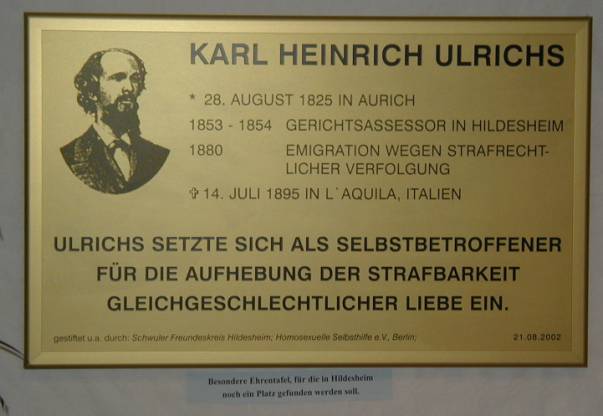 KARL HEINRICH ULRICHS
* 28. AUGUST 1825 IN AURICH
1853 - 1854 GERICHTSASSESSOR IN HILDESHEIM
1880 EMIGRATION WEGEN STRAFRECHT-
LICHER VERFOLGUNG
✞ 14. JULI 1895 IN L`AQUILA, ITALIEN
ULRICHS SETZTE SICH ALS SELBSTBETROFFENER
FÜR DIE AUFHEBUNG DER STRAFBARKEIT
GLEICHGESCHLECHTLICHER LIEBE EIN.
gestiftet u.a. durch: Schwuler Freundeskreis Hildesheim; Homosexuelle Selbsthilfe e.V., Berlin; 21.08.2002
Besondere Ehrentafel, für die in Hildesheim
noch ein Platz gefunden werden soll.